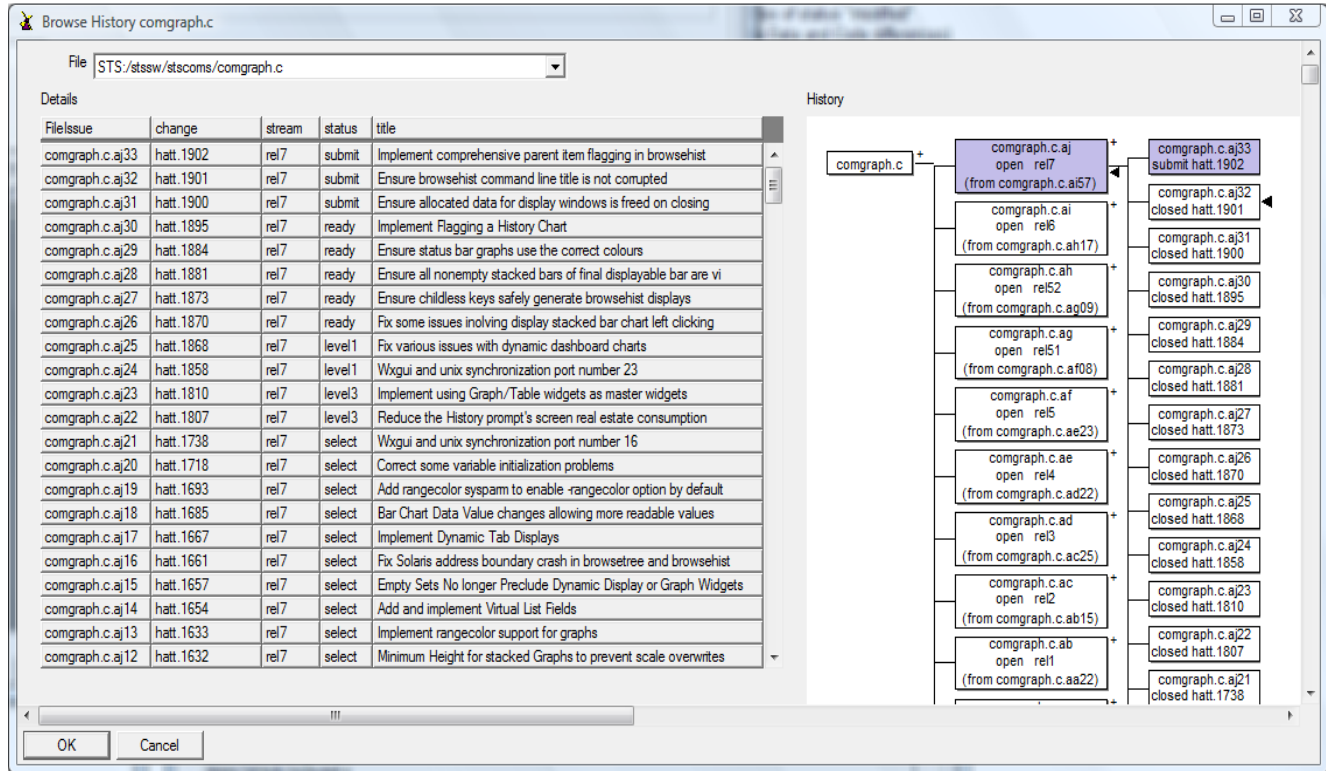 Browse History comgraph.c
File STS:/stssw/stscoms/comgraph.c
Details
FileIssue change stream status title
comgraph.c.aj33 hatt.1902 rel7 submit Implement comprehensive parent item flagging in browsehist
comgraph.c.aj32 hatt.1901 rel7 submit Ensure browsehist command line title is not corrupted
comgraph.c.aj31 hatt.1900 rel7 submit Ensure allocated data for display windows is freed on closing
comgraph.c.aj30 hatt.1895 rel7 ready Implement Flagging a History Chart
comgraph.c.aj29 hatt.1884 rel7 ready Ensure status bar graphs use the correct colours
comgraph.c.aj28 hatt.1881 rel7 ready Ensure all nonempty stacked bars of final displayable bar are vi
comgraph.c.aj27 hatt.1873 rel7 ready Ensure childless keys safely generate browsehist displays
comgraph.c.aj26 hatt.1870 rel7 ready Fix some issues inolving display stacked bar chart left clicking
comgraph.c.aj25 hatt.1868 rel7 level1 Fix various issues with dynamic dashboard charts
comgraph.c.aj24 hatt.1858 rel7 level1 Wxgui and unix synchronization port number 23
comgraph.c.aj23 hatt.1810 rel7 level3 Implement using Graph/Table widgets as master widgets
comgraph.c.aj22 hatt.1807 rel7 level3 Reduce the History prompt's screen real estate consumption
comgraph.c.aj21 hatt.1738 rel7 select Wxgui and unix synchronization port number 16
comgraph.c.aj20 hatt.1718 rel7 select Correct some variable initialization problems
comgraph.c.aj19 hatt.1693 rel7 select Add rangecolor sysparm to enable -rangecolor option by default
comgraph.c.aj18 hatt.1685 rel7 select Bar Chart Data Value changes allowing more readable values
comgraph.c.aj17 hatt.1667 rel7 select Implement Dynamic Tab Displays
comgraph.c.aj16 hatt.1661 rel7 select Fix Solaris address boundary crash in browsetree and browsehist
comgraph.c.aj15 hatt.1657 rel7 select Empty Sets No longer Preclude Dynamic Display or Graph Widgets
comgraph.c.aj14 hatt.1654 rel7 select Add and implement Virtual List Fields
comgraph.c.aj13 hatt.1633 rel7 select Implement rangecolor support for graphs
comgraph.c.aj12 hatt.1632 rel7 select Minimum Height for stacked Graphs to prevent scale overwrites
History
comgraph.c +
comgraph.c.aj +
open rel7
(from comgraph.c.ai57)
comgraph.c.ai +
open rel6
(from comgraph.c.ah17)
comgraph.c.ah +
open rel52
(from comgraph.c.ag09)
comgraph.c.ag +
open rel51
(from comgraph.c.af08)
comgraph.c.af +
open rel5
(from comgraph.c.ae23)
comgraph.c.ae +
open rel4
(from comgraph.c.ad22)
comgraph.c.ad +
open rel3
(from comgraph.c.ac25)
comgraph.c.ac +
open rel2
(from comgraph.c.ab15)
comgraph.c.ab +
open rel1
(from comgraph.c.aa22)
+
comgraph.c.aj33
submit hatt.1902
comgraph.c.aj32
closed hatt.1901
comgraph.c.aj31
closed hatt.1900
comgraph.c.aj30
closed hatt.1895
comgraph.c.aj29
closed hatt.1884
comgraph.c.aj28
closed hatt.1881
comgraph.c.aj27
closed hatt.1873
comgraph.c.aj26
closed hatt.1870
comgraph.c.aj25
closed hatt.1868
comgraph.c.aj24
closed hatt.1858
comgraph.c.aj23
closed hatt.1810
comgraph.c.aj22
closed hatt.1807
comgraph.c.aj21
closed hatt.1738
OK Cancel